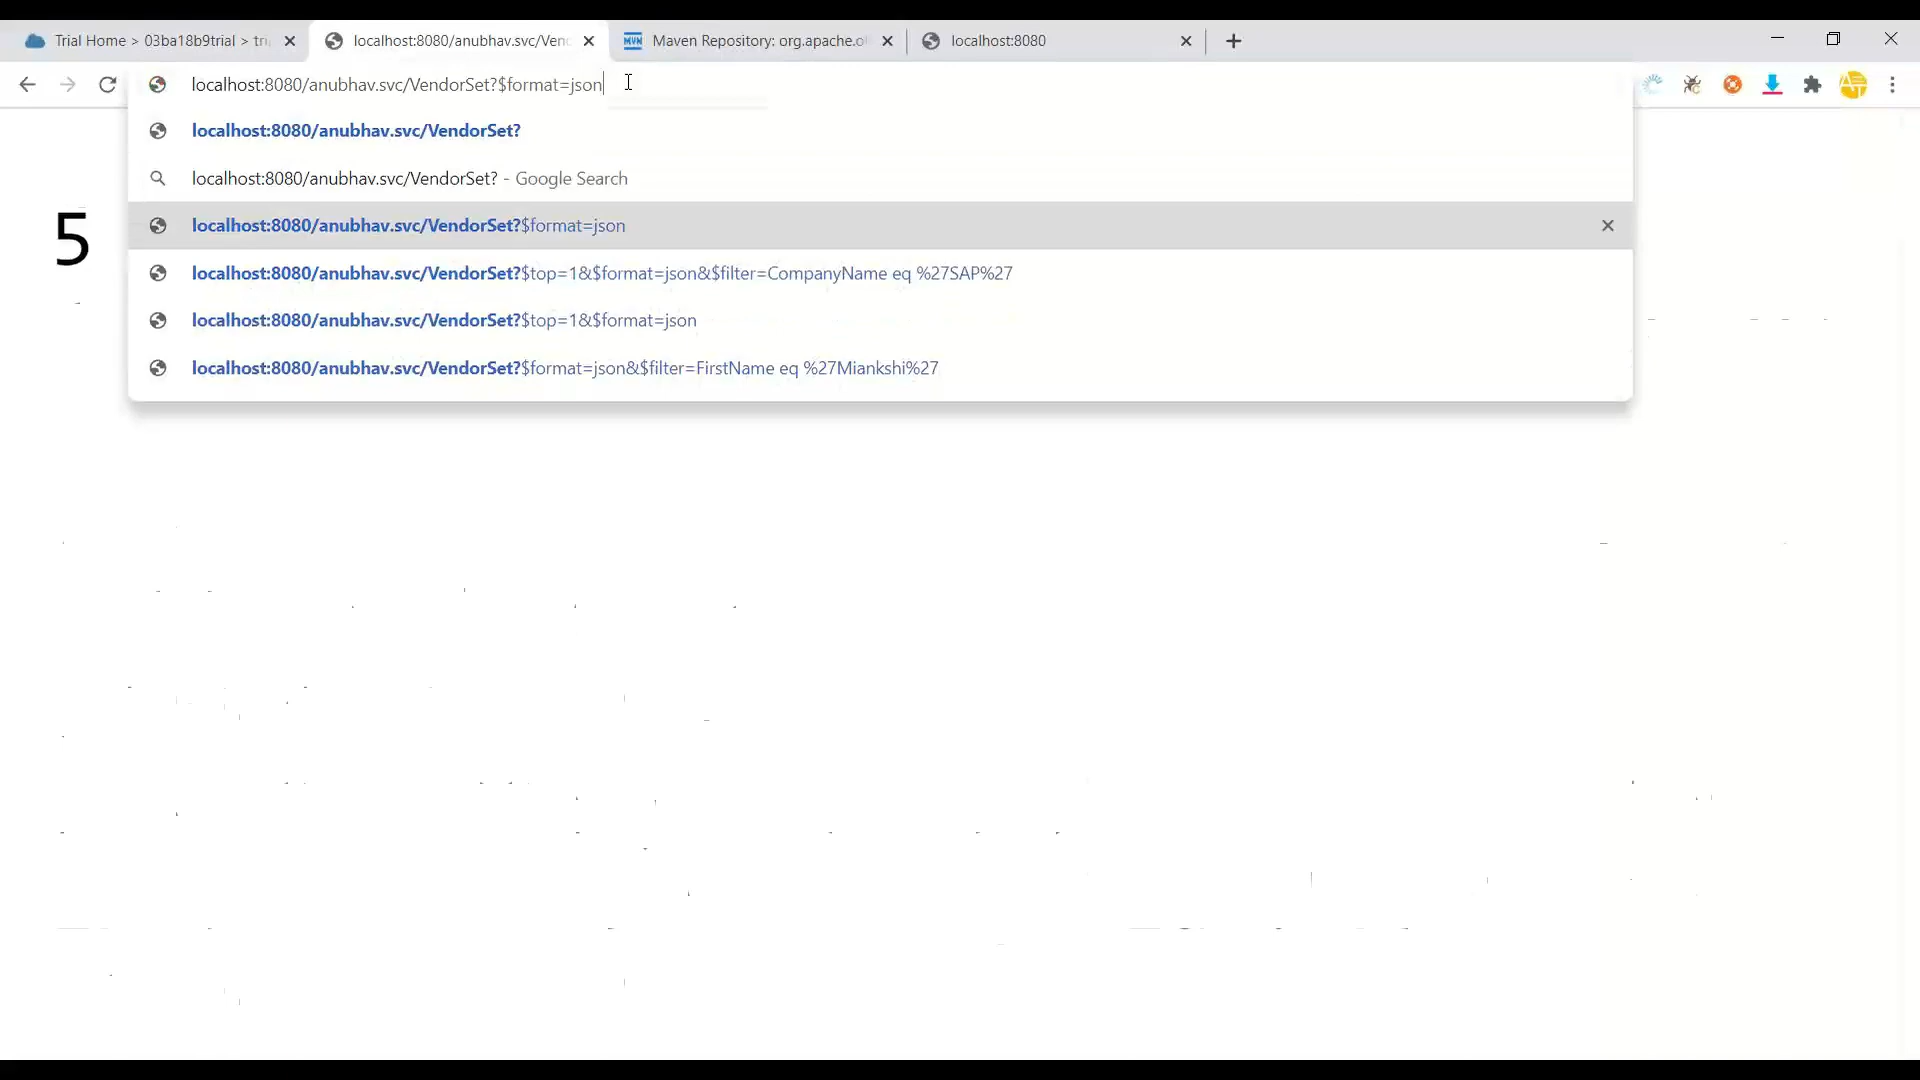 Trial Home > 03ba18b9trial > tri
localhost:8080/anubhav.svc/Venc
MVN Maven Repository: org.apache.ol
localhost:8080
localhost:8080/anubhav.svc/VendorSet?$format=json
localhost:8080/anubhav.svc/VendorSet?
localhost:8080/anubhav.svc/VendorSet? - Google Search
localhost:8080/anubhav.svc/VendorSet?$format=json
localhost:8080/anubhav.svc/VendorSet?$top=1&$format=json&$filter=CompanyName eq %27SAP%27
localhost:8080/anubhav.svc/VendorSet?$top=1&$format=json
localhost:8080/anubhav.svc/VendorSet?$format=json&$filter=FirstName eq %27Miankshi%27
5